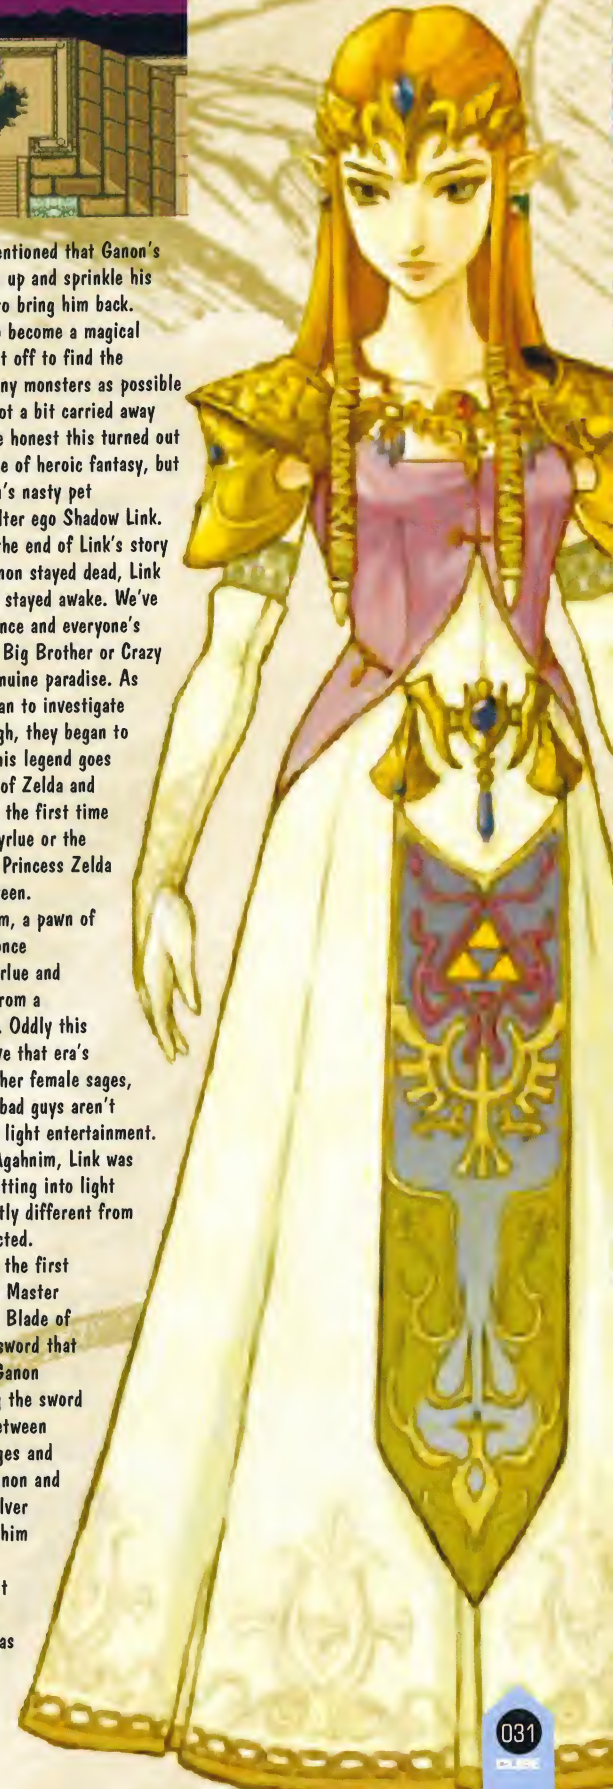 entioned that Ganon's
up and sprinkle his
o bring him back.
become a magical
t off to find the
ny monsters as possible
ot a bit carried away
e honest this turned out
e of heroic fantasy, but
's nasty pet
lter ego Shadow Link.
the end of Link's story
non stayed dead, Link
stayed awake. We've
nce and everyone's
Big Brother or Crazy
nuine paradise. As
an to investigate
gh, they began to
his legend goes
of Zelda and
the first time
yrlue or the
Princess Zelda
een.
m, a pawn of
once
rlue and
rom a
. Oddly this
ve that era's
her female sages,
bad guys aren't
light entertainment.
Agahnim, Link was
tting into light
tly different from
cted.
the first
Master
Blade of
sword that
Ganon
the sword
etween
ges and
non and
lver
him
t
as
031
CUBE